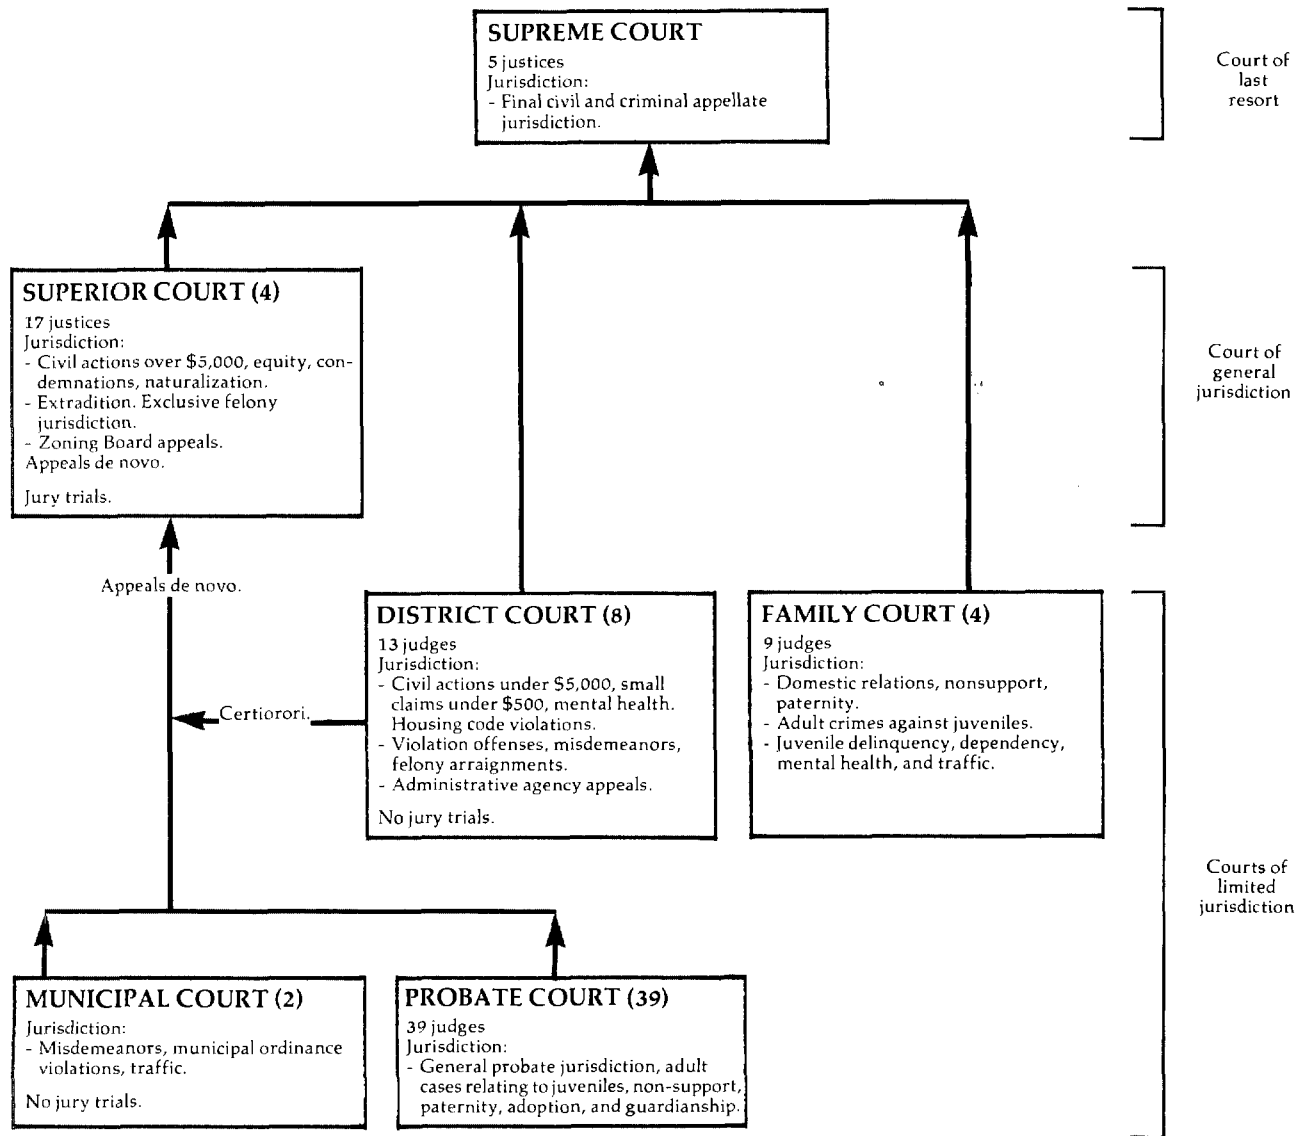 SUPREME COURT
5 justices
Jurisdiction:
- Final civil and criminal appellate
jurisdiction.
Court of
last
resort
SUPERIOR COURT (4)
17 justices
Jurisdiction:
- Civil actions over $5,000, equity, con-
demnations, naturalization.
- Extradition. Exclusive felony
jurisdiction.
- Zoning Board appeals.
Appeals de novo.
Jury trials.
Court of
general
jurisdiction
Appeals de novo.
Certiorori.
DISTRICT COURT (8)
13 judges
Jurisdiction:
- Civil actions under $5,000, small
claims under $500, mental health.
Housing code violations.
- Violation offenses, misdemeanors,
felony arraignments.
- Administrative agency appeals.
No jury trials.
FAMILY COURT (4)
9 judges
Jurisdiction:
- Domestic relations, nonsupport,
paternity.
- Adult crimes against juveniles.
- Juvenile delinquency, dependency,
mental health, and traffic.
Courts of
limited
jurisdiction
MUNICIPAL COURT (2)
Jurisdiction:
- Misdemeanors, municipal ordinance
violations, traffic.
No jury trials.
PROBATE COURT (39)
39 judges
Jurisdiction:
- General probate jurisdiction, adult
cases relating to juveniles, non-support,
paternity, adoption, and guardianship.